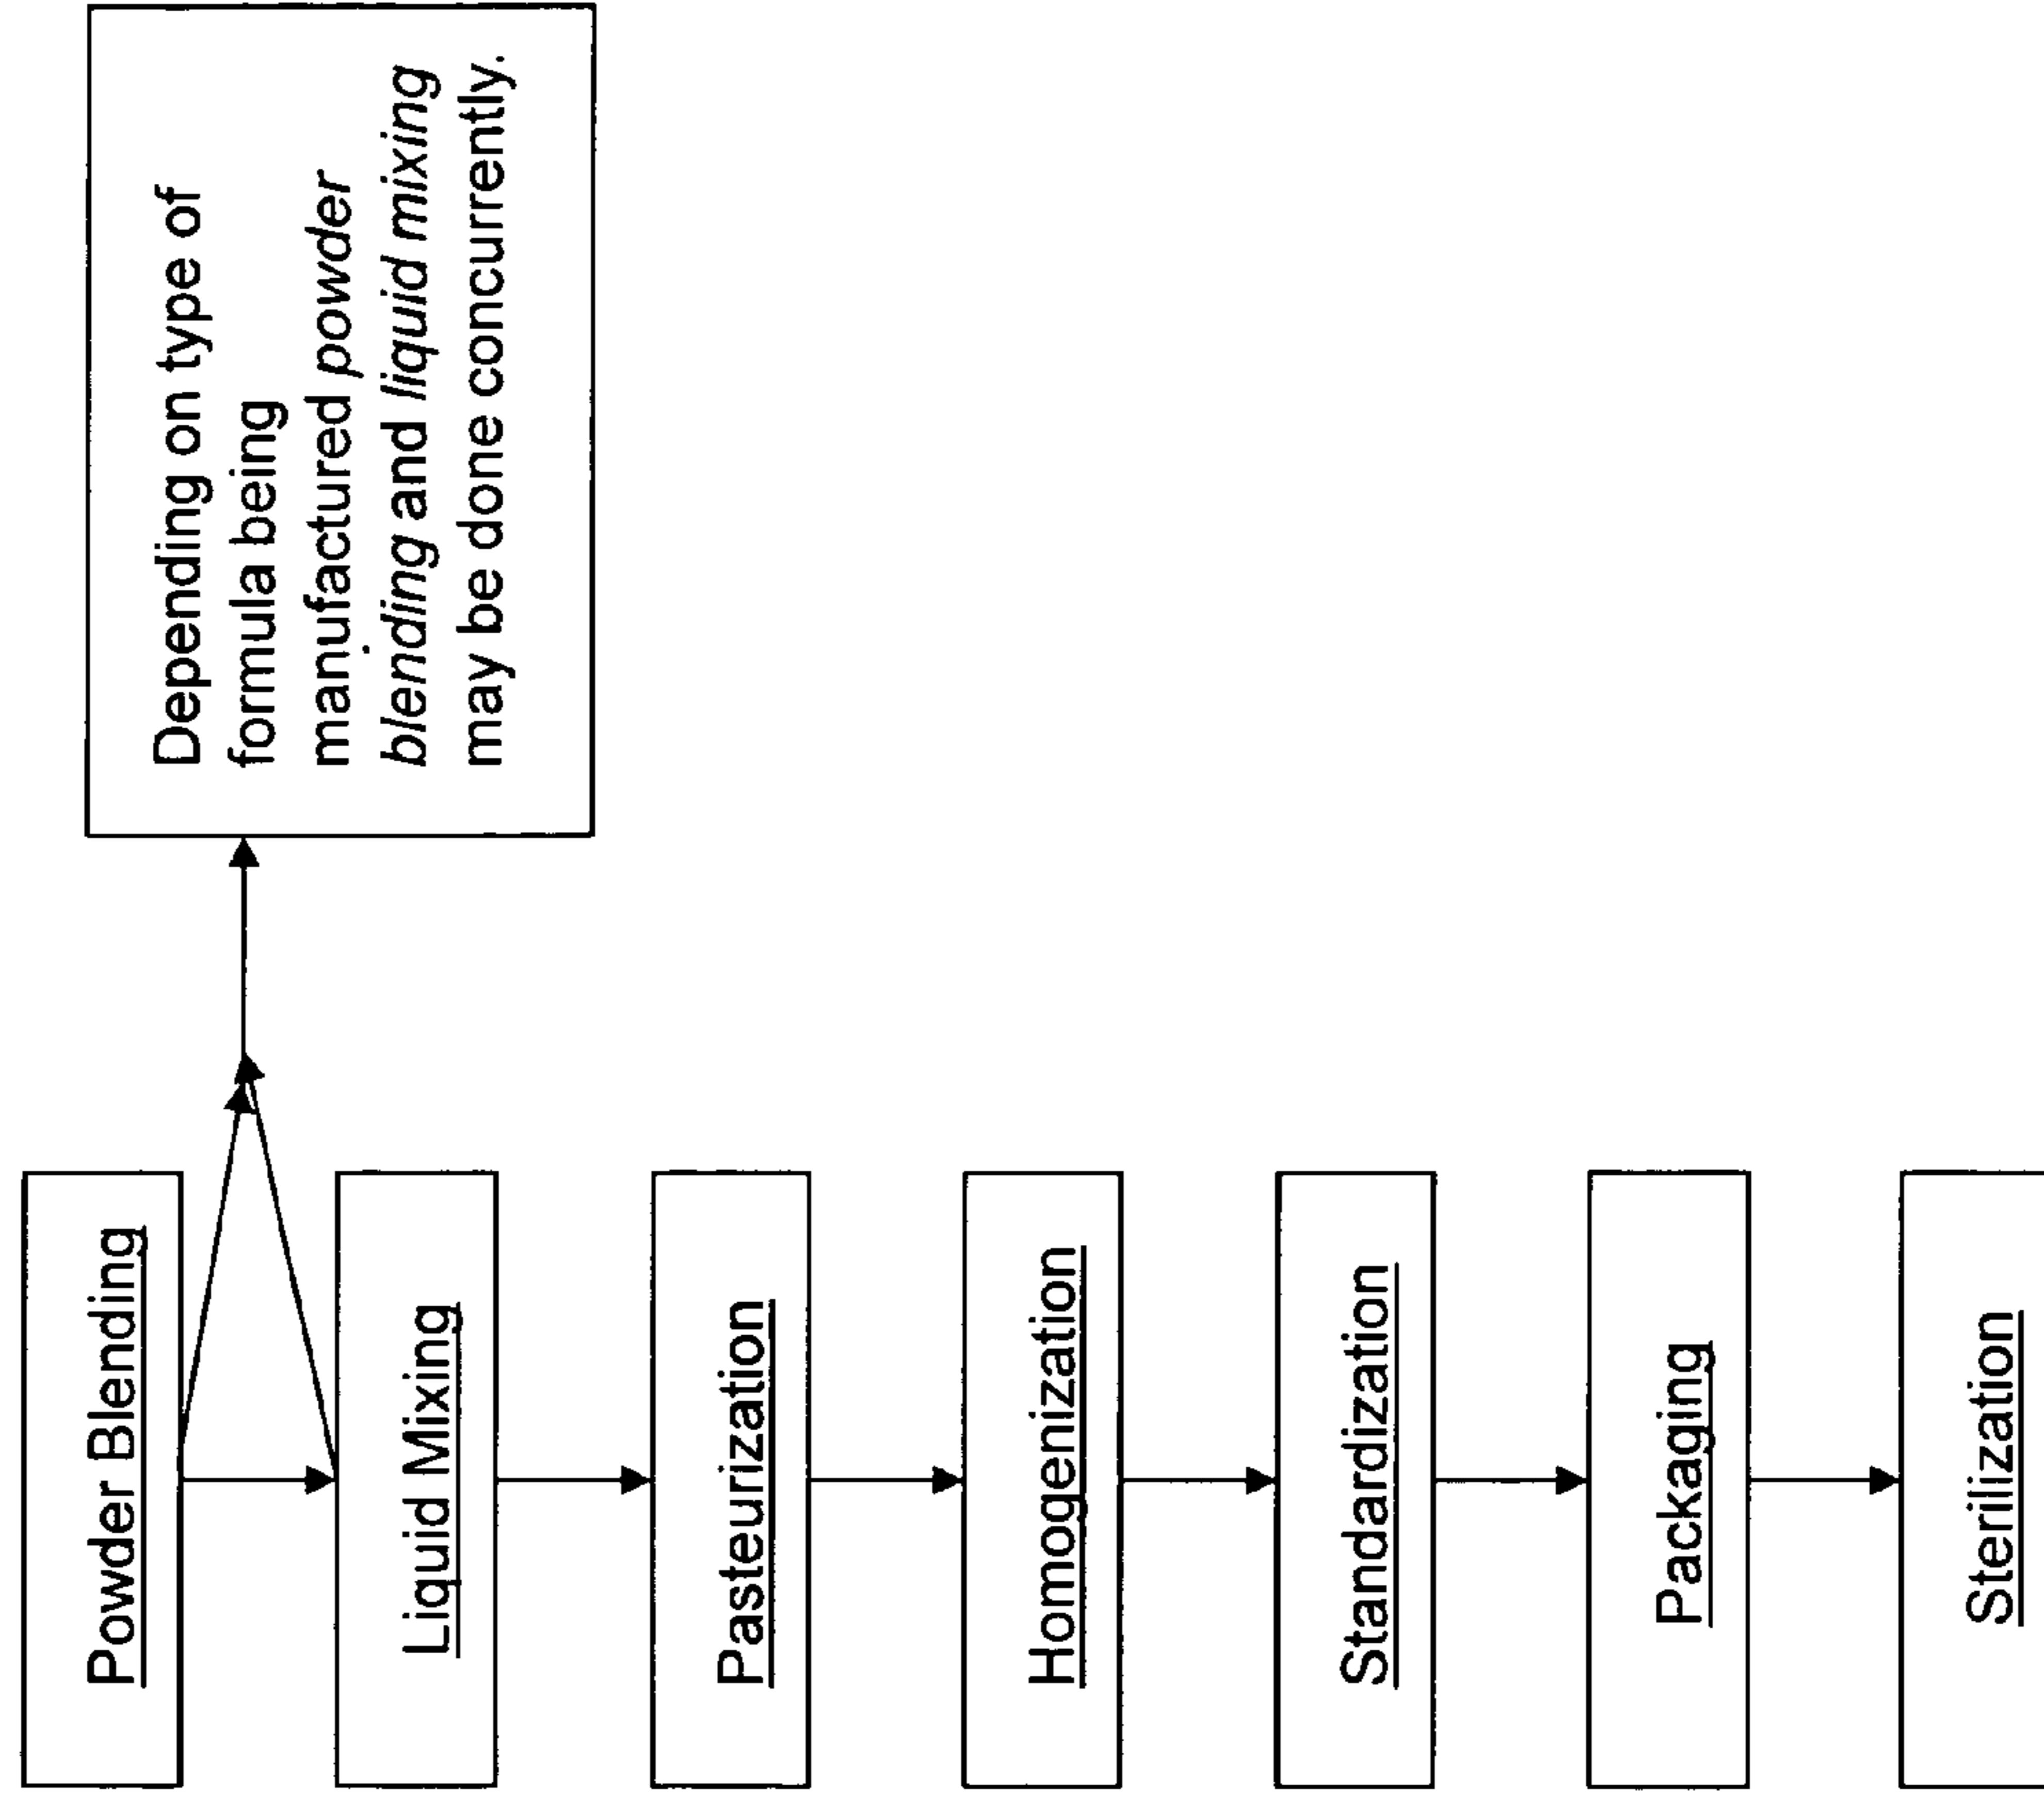 Powder Blending
Liquid Mixing
Pasteurization
Homogenization
Standardization
Packaging
Sterilization
Depending on type of
formula being
manufactured powder
blending and liquid mixing
may be done concurrently.